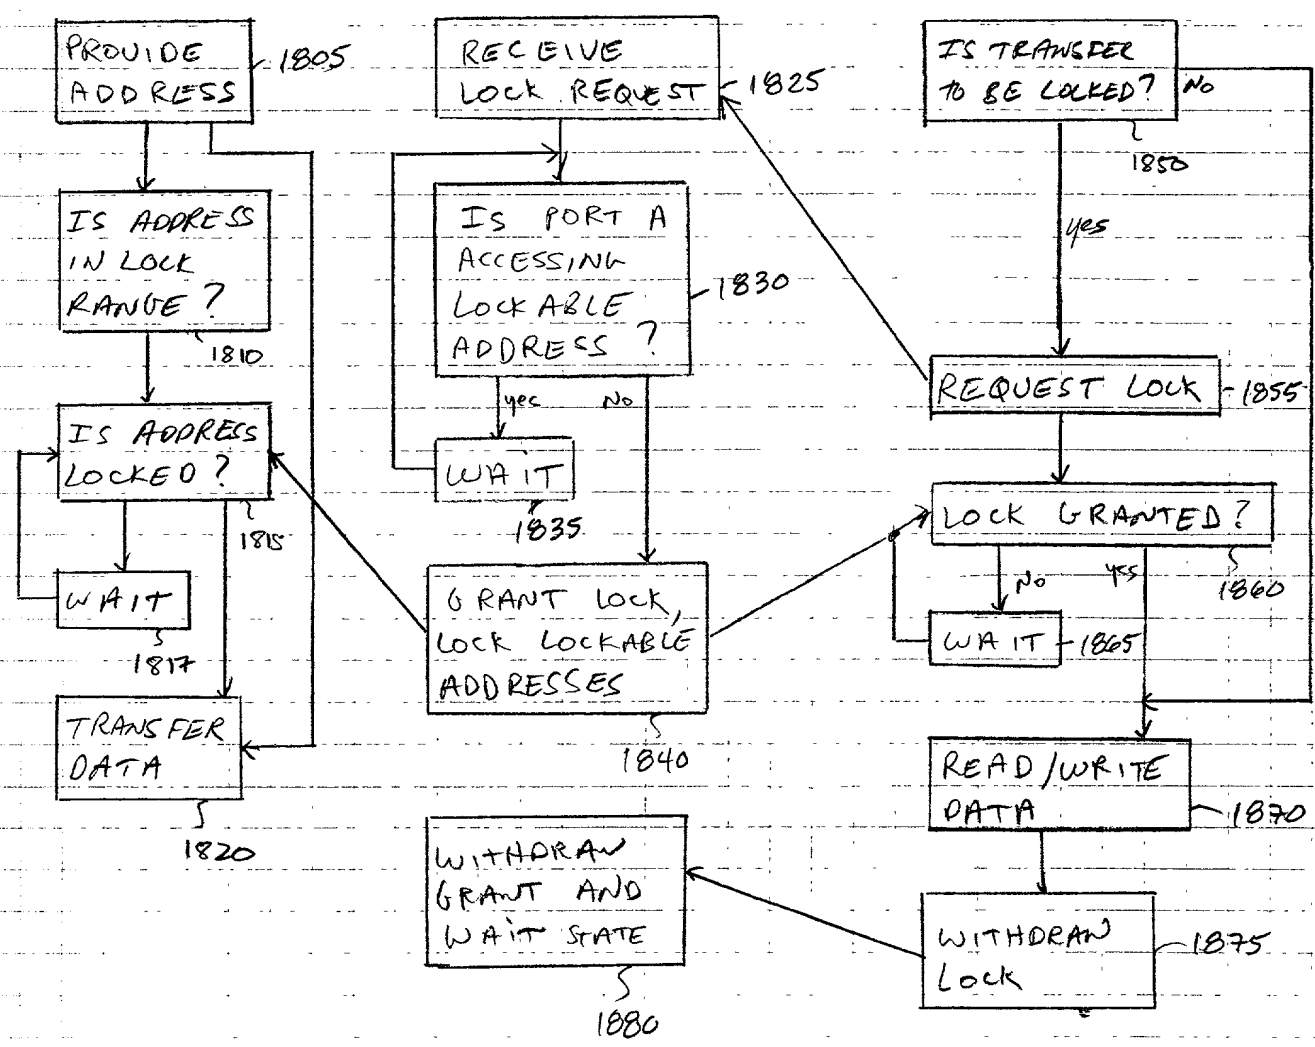 PROVIDE
ADDRESS
1805
IS ADDRESS
IN LOCK
RANGE?
1810
IS ADDRESS
LOCKED?
1815
WAIT
1817
TRANSFER
DATA
1820
RECEIVE
LOCK REQUEST
1825
IS PORT A
ACCESSING
LOCKABLE
ADDRESS?
1830
yes
No
WAIT
1835
GRANT LOCK,
LOCK LOCKABLE
ADDRESSES
1840
WITHDRAW
GRANT AND
WAIT STATE
1880
IS TRANSFER
TO BE LOCKED?
No
1850
yes
REQUEST LOCK
1855
LOCK GRANTED?
1860
No
yes
WAIT
1865
READ/WRITE
DATA
1870
WITHDRAW
LOCK
1875